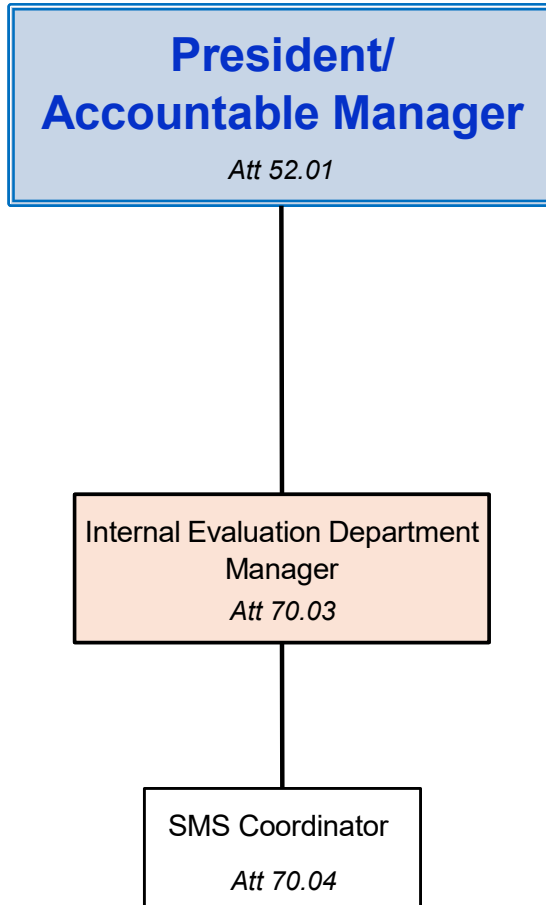 President/
Accountable Manager
Att 52.01
Internal Evaluation Department
Manager
Att 70.03
SMS Coordinator
Att 70.04